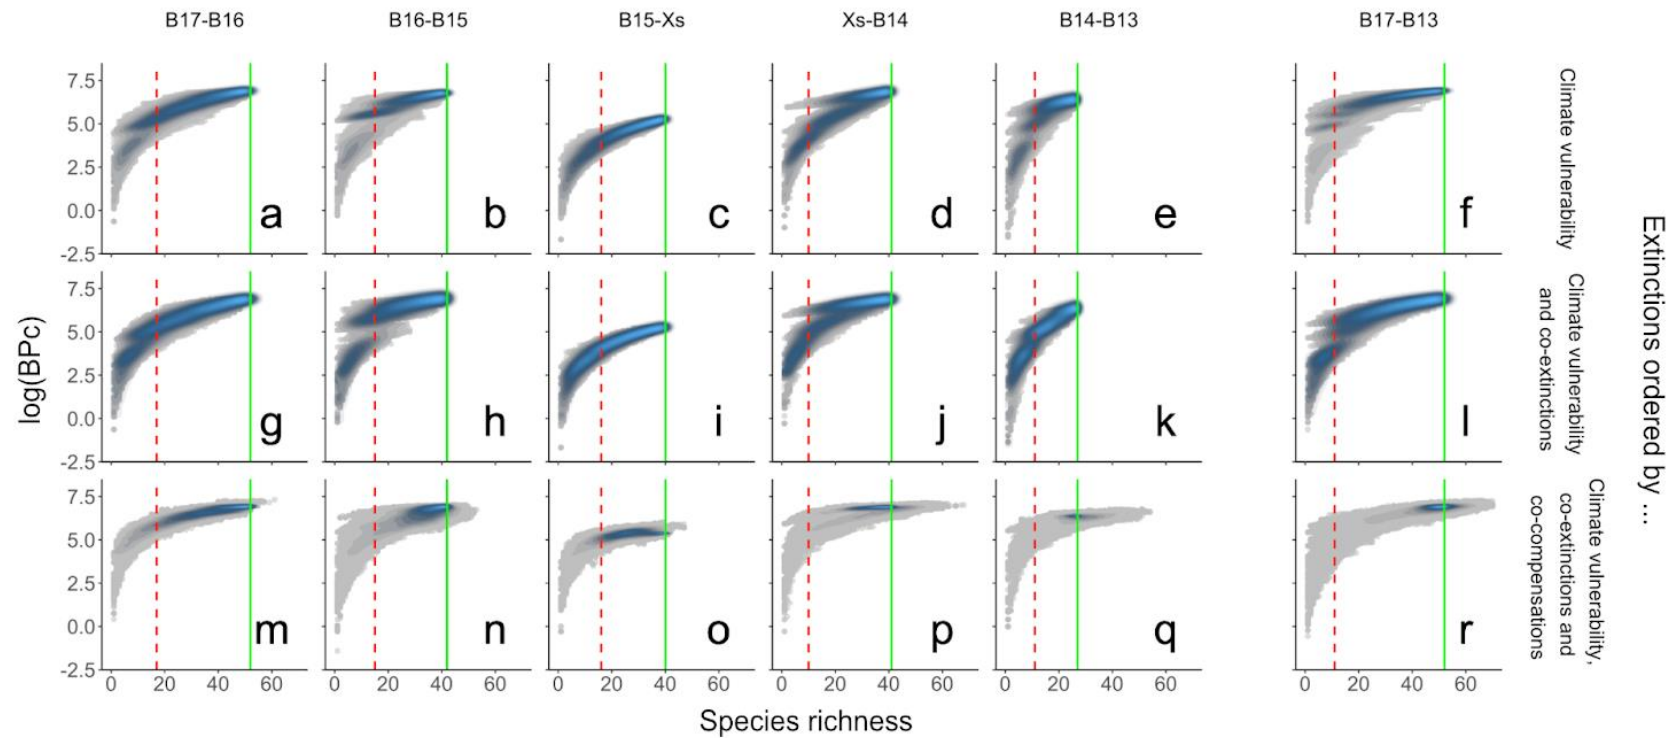 B17-B16 B16-B15 B15-Xs Xs-B14 B14-B13 B17-B13
7.5
5.0
2.5
0.0
-2.5
a b c d e f
Climate vulnerability
7.5
5.0
2.5
0.0
-2.5
g h i j k l
Climate vulnerability
and co-extinctions
7.5
5.0
2.5
0.0
-2.5
m n o p q r
Climate vulnerability,
co-extinctions and
co-compensations
0 20 40 60 0 20 40 60 0 20 40 60 0 20 40 60 0 20 40 60 0 20 40 60
Species richness
log(BPc)
Extinctions ordered by ...